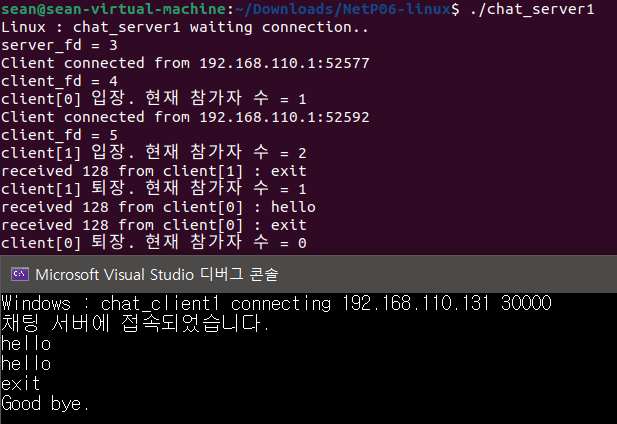 sean@sean-virtual-machine:~/Downloads/NetP06-linux$ ./chat_server1
Linux : chat_server1 waiting connection..
server_fd = 3
Client connected from 192.168.110.1:52577
client_fd = 4
client[0] 입장. 현재 참가자 수 = 1
Client connected from 192.168.110.1:52592
client_fd = 5
client[1] 입장. 현재 참가자 수 = 2
received 128 from client[1] : exit
client[1] 퇴장. 현재 참가자 수 = 1
received 128 from client[0] : hello
received 128 from client[0] : exit
client[0] 퇴장. 현재 참가자 수 = 0
Microsoft Visual Studio 디버그 콘솔
Windows : chat_client1 connecting 192.168.110.131 30000
채팅 서버에 접속되었습니다.
hello
hello
exit
Good bye.